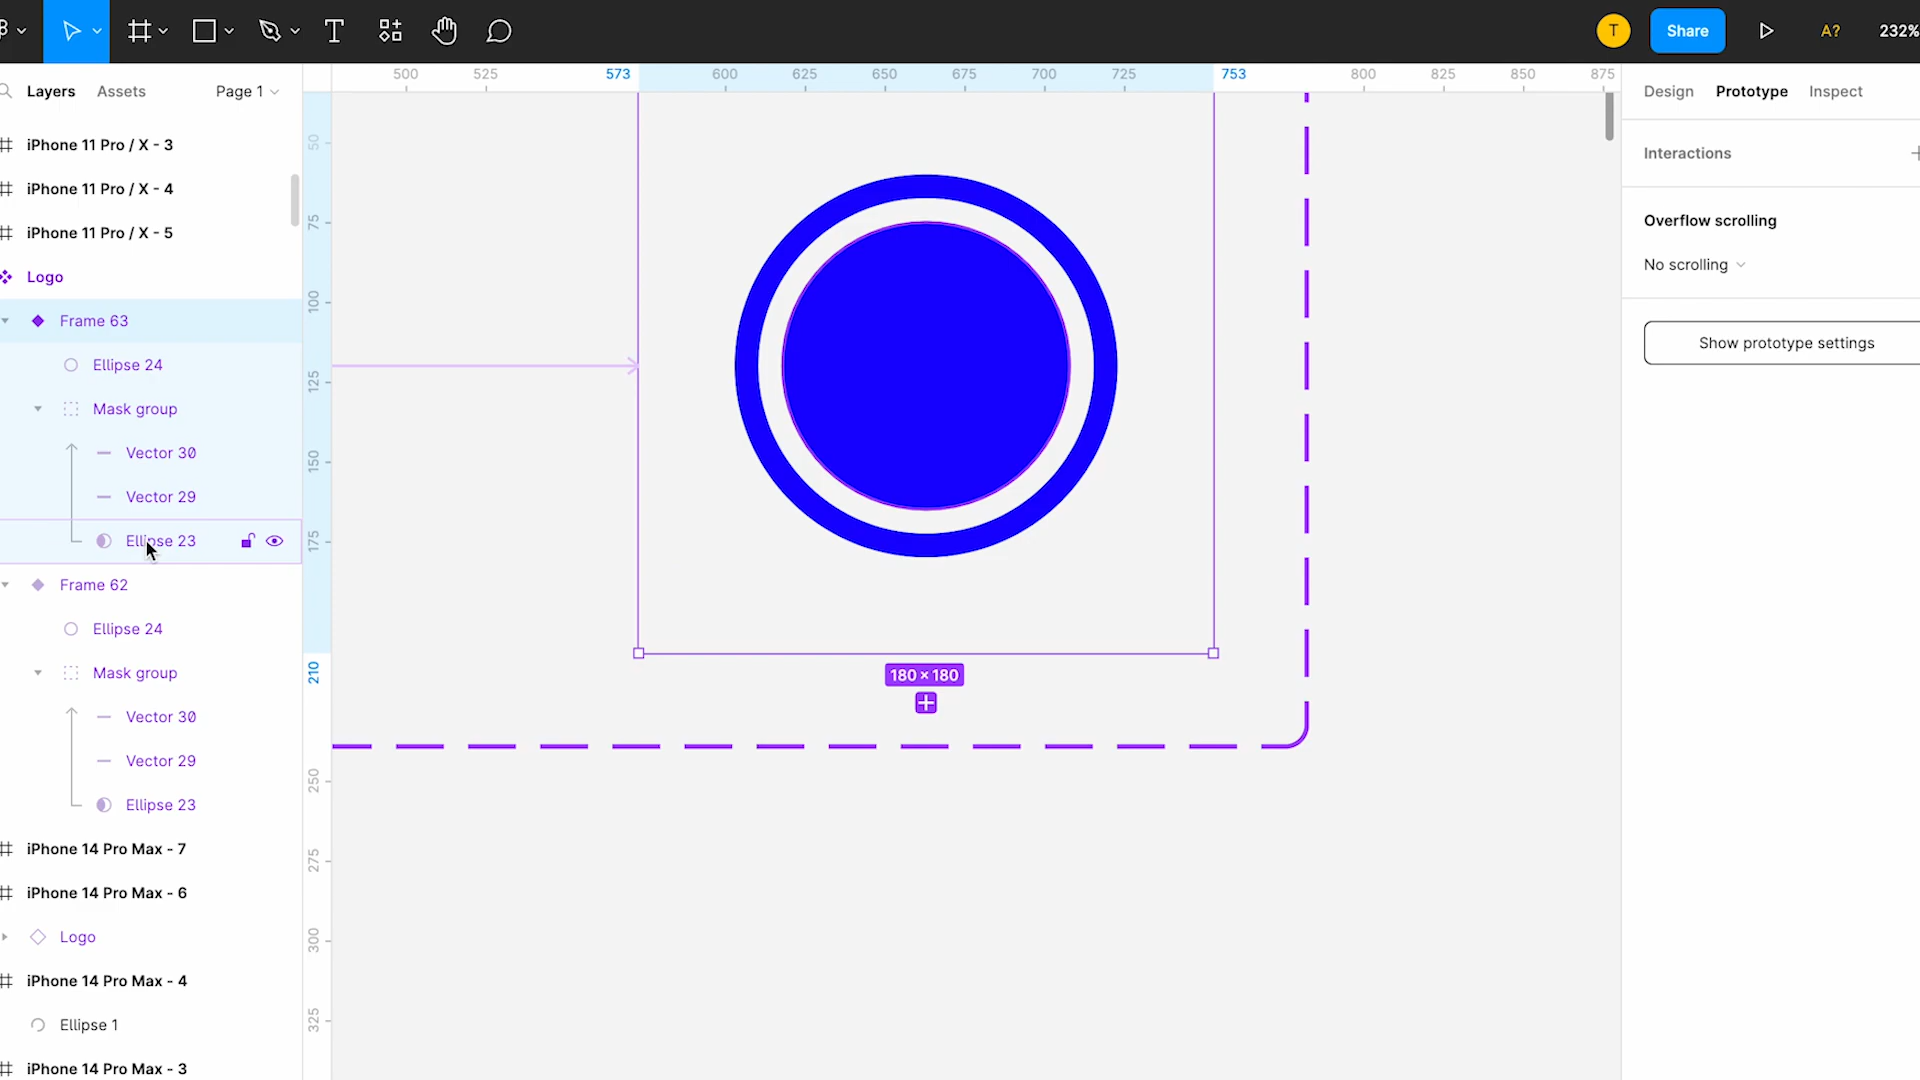 T
T
Share
A?
232%
Layers
Assets
Page 1
500
525
573
600
625
650
675
700
725
753
800
825
850
875
Design
Prototype
Inspect
iPhone 11 Pro / X - 3
iPhone 11 Pro / X - 4
iPhone 11 Pro / X - 5
Logo
Frame 63
Ellipse 24
Mask group
Vector 30
Vector 29
Ellipse 23
Frame 62
Ellipse 24
Mask group
Vector 30
Vector 29
Ellipse 23
iPhone 14 Pro Max - 7
iPhone 14 Pro Max - 6
Logo
iPhone 14 Pro Max - 4
Ellipse 1
iPhone 14 Pro Max - 3
50
75
100
125
150
175
210
250
275
300
325
180 × 180
Interactions
Overflow scrolling
No scrolling
Show prototype settings